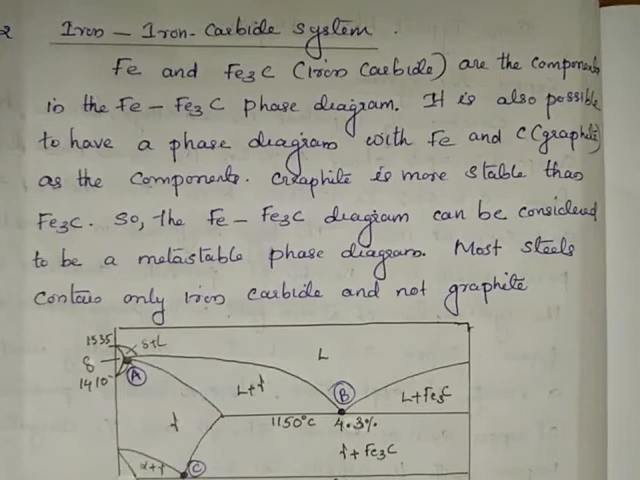 2 Iron - Iron-Carbide system.
Fe and Fe3C (iron Carbide) are the components
in the Fe - Fe3C phase diagram. It is also possible
to have a phase diagram with Fe and C(graphite)
as the components. Graphite is more stable than
Fe3C. So, the Fe - Fe3C diagram can be considered
to be a metastable phase diagram. Most steels
contain only iron carbide and not graphite
1535 δ+L
L
δ
1410 A
L+γ B L+Fe3C
γ 1150°C 4.3%
γ+Fe3C
α+γ C